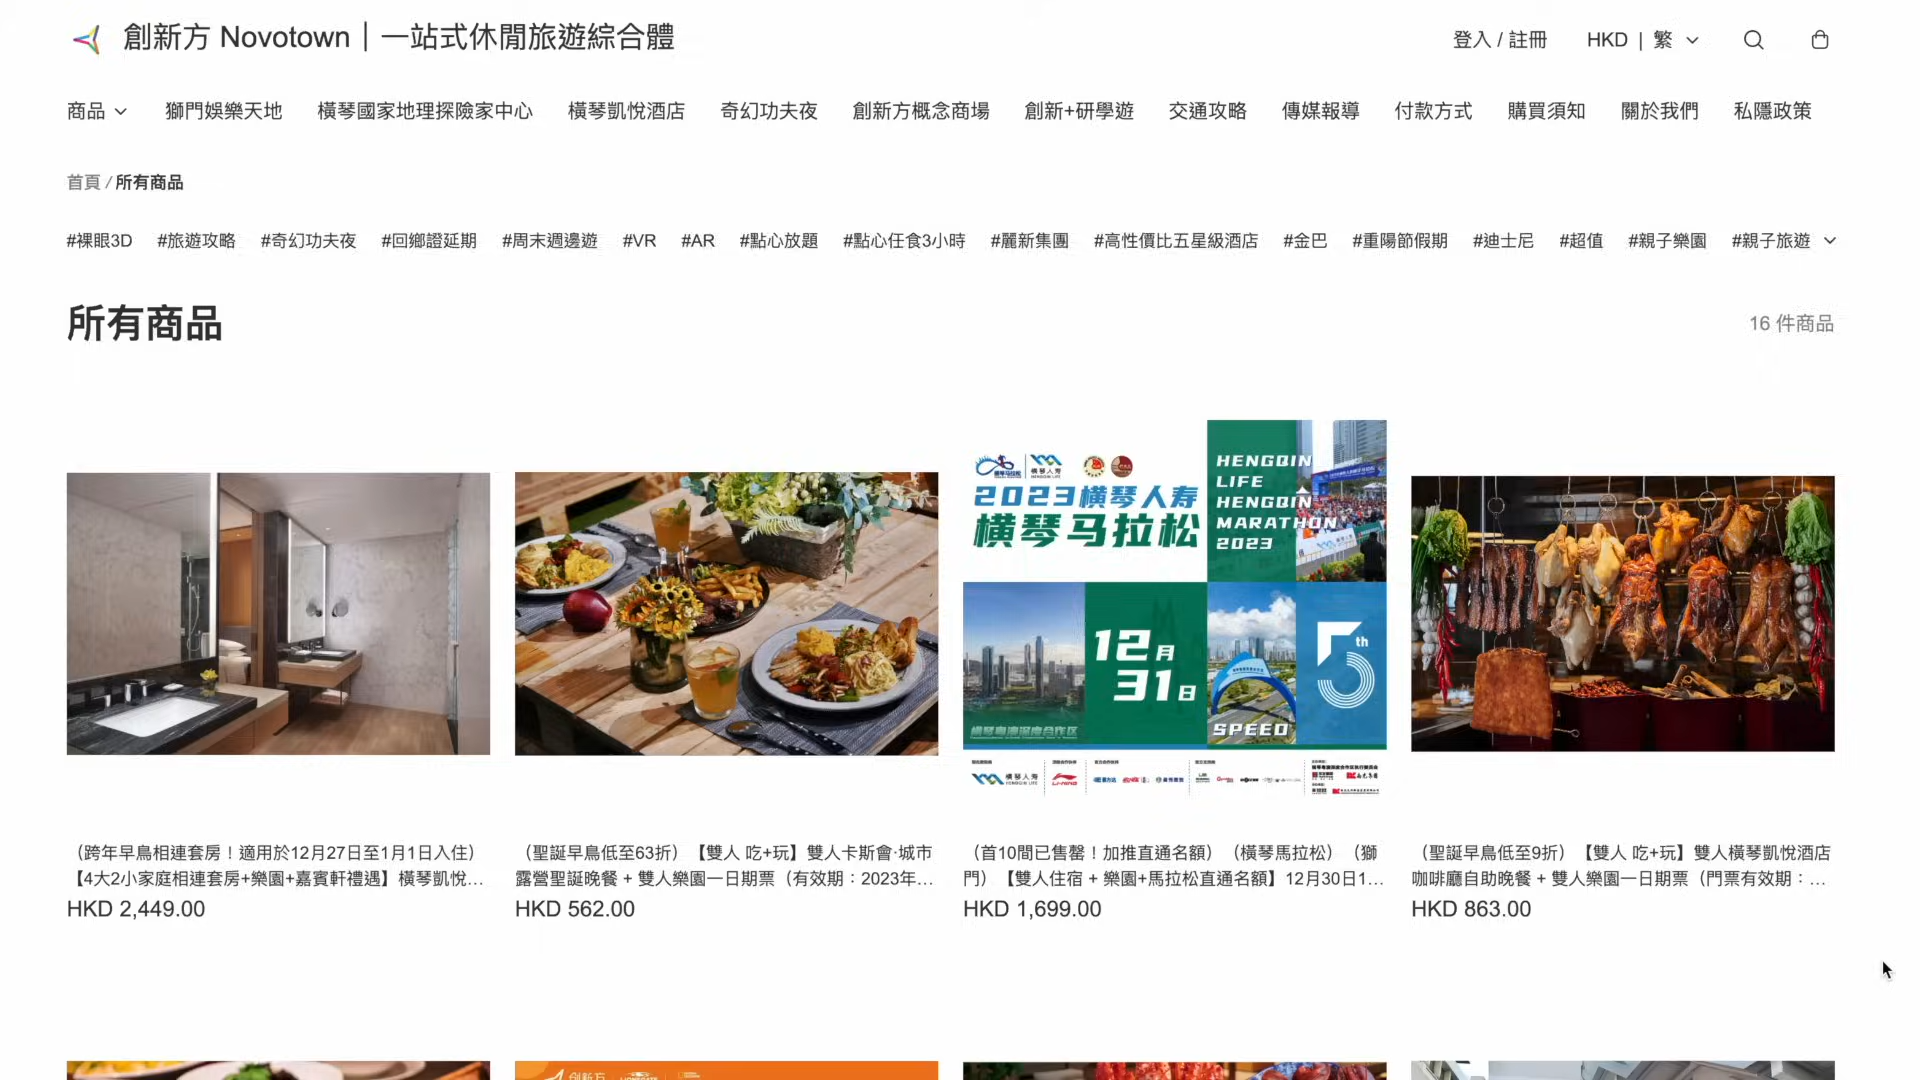 創新方 Novotown｜一站式休閒旅遊綜合體
登入 / 註冊
HKD | 繁
商品
獅門娛樂天地
橫琴國家地理探險家中心
橫琴凱悅酒店
奇幻功夫夜
創新方概念商場
創新+研學遊
交通攻略
傳媒報導
付款方式
購買須知
關於我們
私隱政策
首頁 / 所有商品
#裸眼3D
#旅遊攻略
#奇幻功夫夜
#回鄉證延期
#周末週邊遊
#VR
#AR
#點心放題
#點心任食3小時
#麗新集團
#高性價比五星級酒店
#金巴
#重陽節假期
#迪士尼
#超值
#親子樂園
#親子旅遊
所有商品
16 件商品
2023横琴人寿
横琴马拉松
HENGQIN
LIFE
HENGQIN
MARATHON
2023
12月
31日
SPEED
5th
横琴粤澳深度合作区
（跨年早鳥相連套房！適用於12月27日至1月1日入住）
【4大2小家庭相連套房+樂園+嘉賓軒禮遇】橫琴凱悅…
HKD 2,449.00
（聖誕早鳥低至63折）【雙人 吃+玩】雙人卡斯會·城市
露營聖誕晚餐 + 雙人樂園一日期票（有效期：2023年…
HKD 562.00
（首10間已售罄！加推直通名額）（橫琴馬拉松）（獅
門）【雙人住宿 + 樂園+馬拉松直通名額】12月30日1…
HKD 1,699.00
（聖誕早鳥低至9折）【雙人 吃+玩】雙人橫琴凱悅酒店
咖啡廳自助晚餐 + 雙人樂園一日期票（門票有效期：…
HKD 863.00
創新方